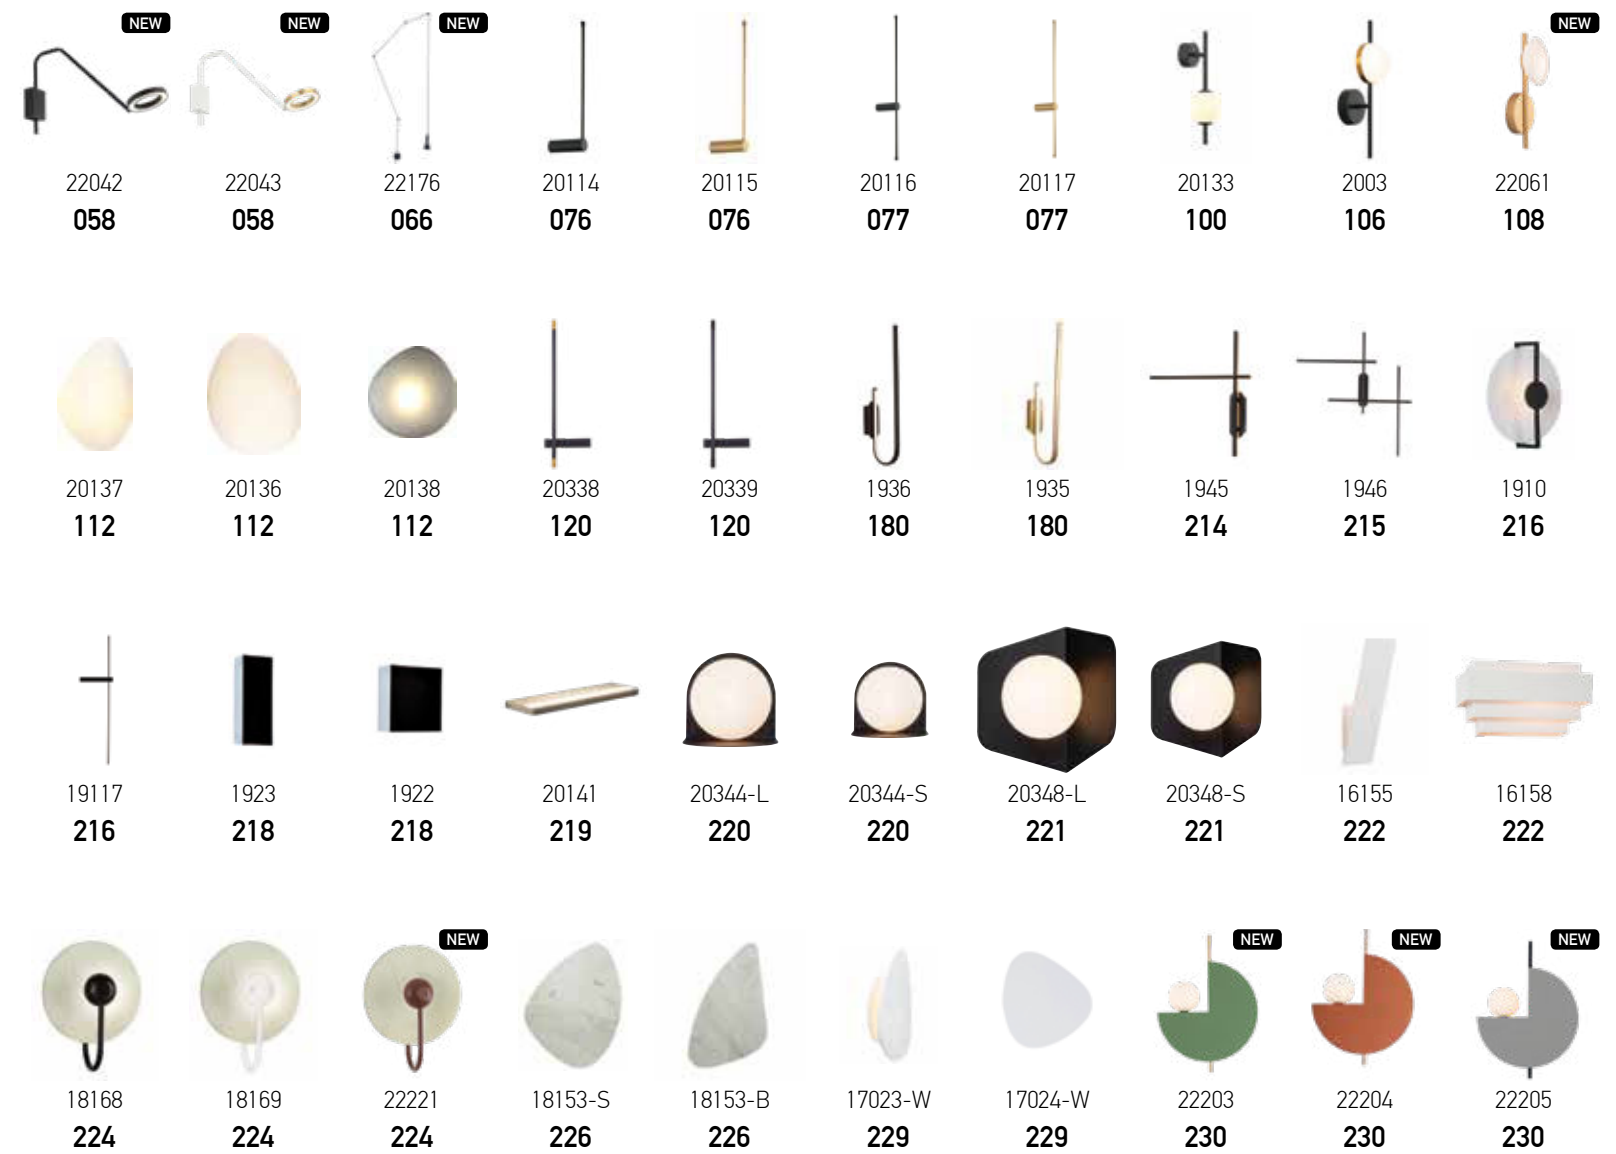 NEW NEW NEW NEW
22042 22043 22176 20114 20115 20116 20117 20133 2003 22061
058 058 066 076 076 077 077 100 106 108
20137 20136 20138 20338 20339 1936 1935 1945 1946 1910
112 112 112 120 120 180 180 214 215 216
19117 1923 1922 20141 20344-L 20344-S 20348-L 20348-S 16155 16158
216 218 218 219 220 220 221 221 222 222
NEW NEW NEW NEW
18168 18169 22221 18153-S 18153-B 17023-W 17024-W 22203 22204 22205
224 224 224 226 226 229 229 230 230 230